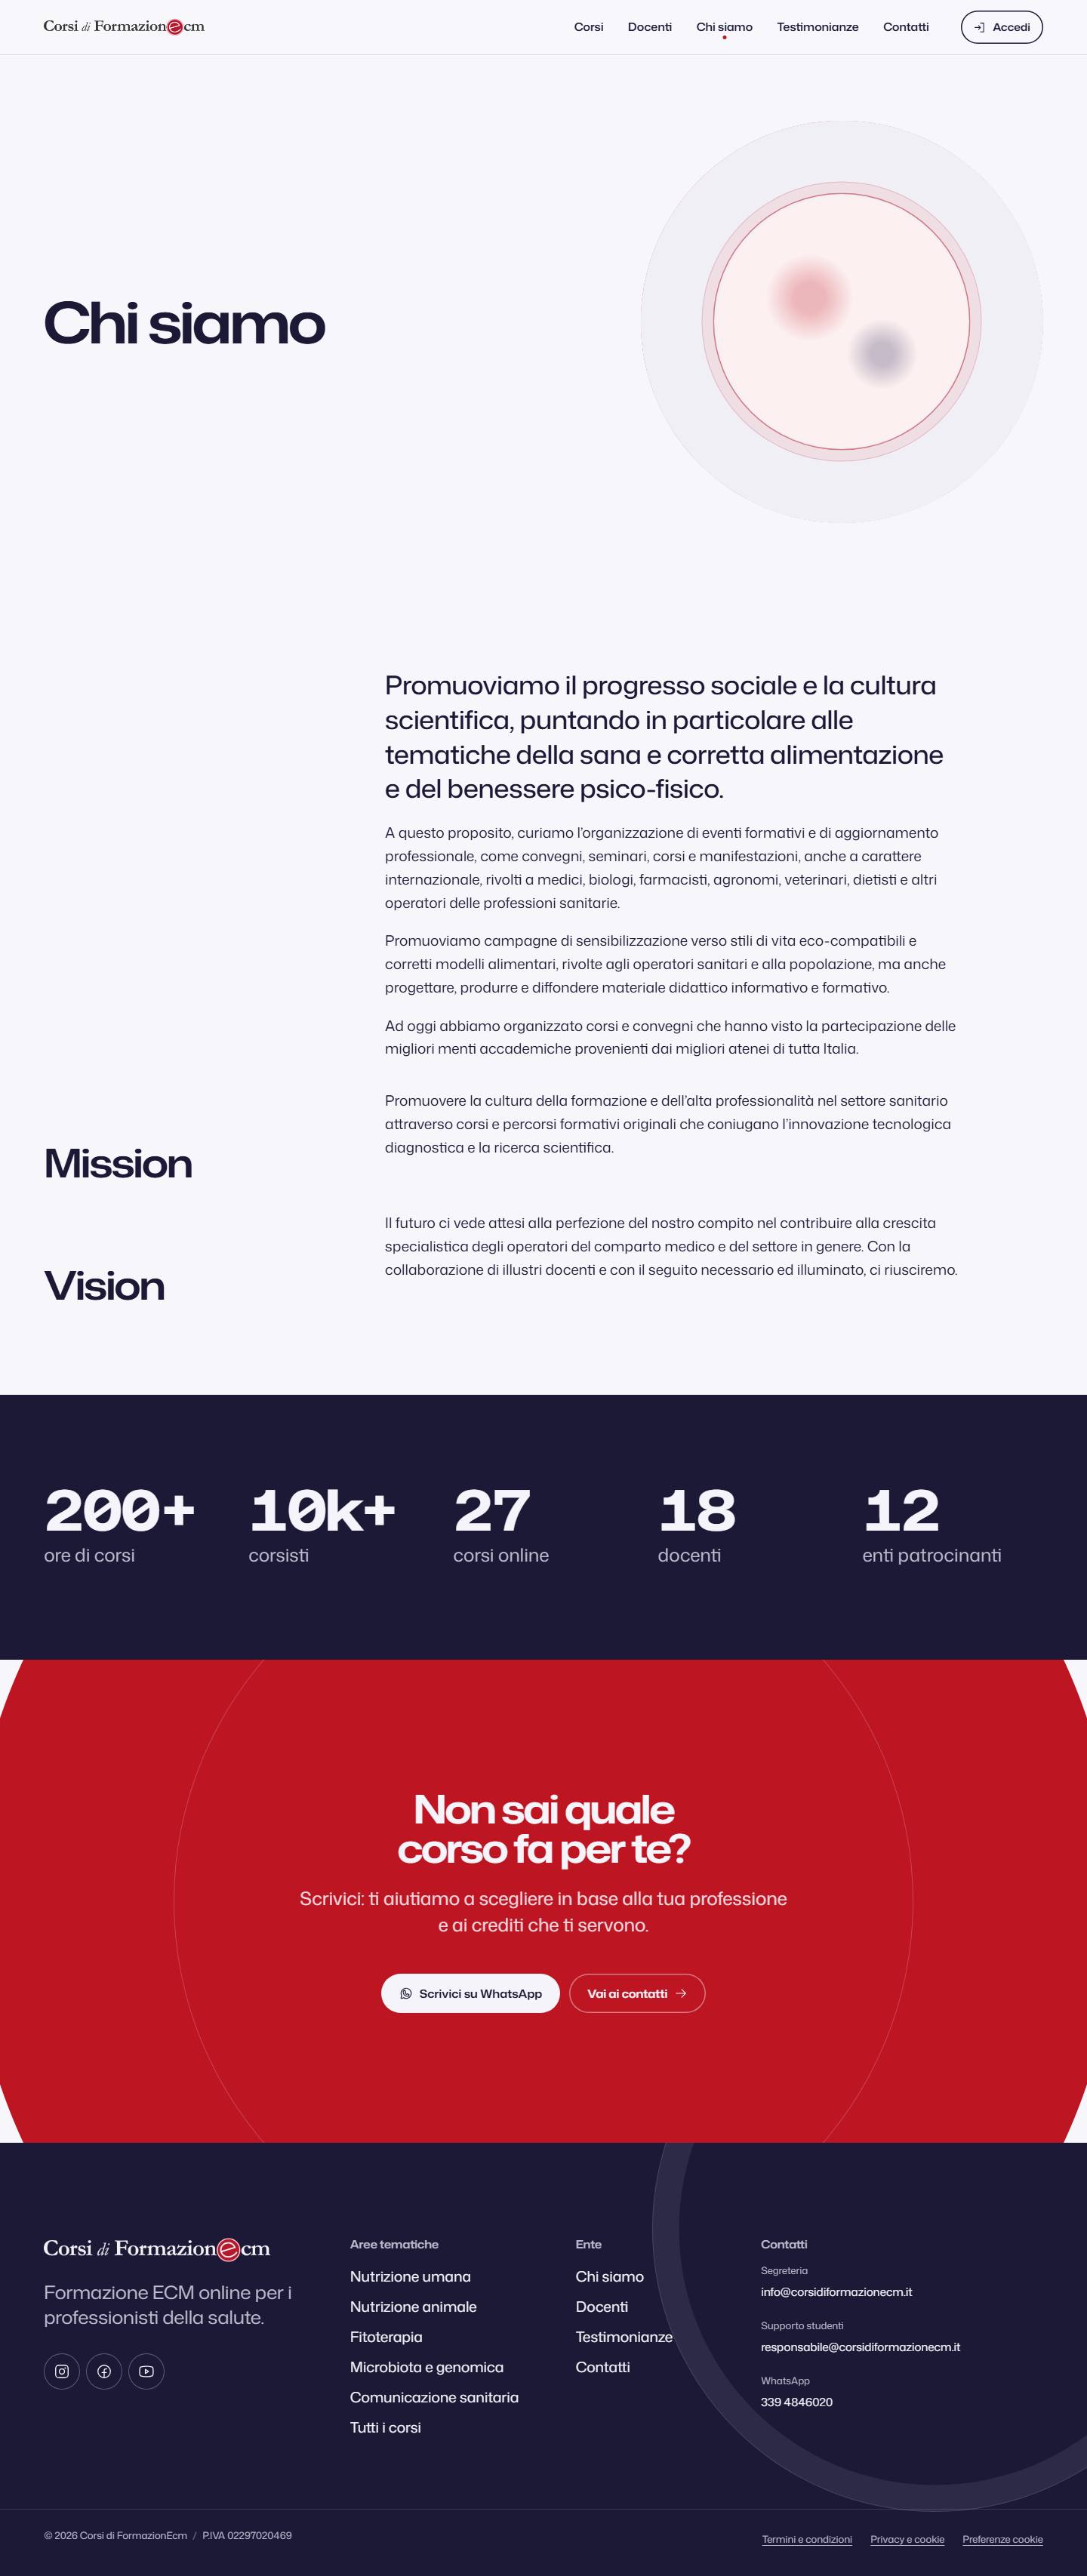 Corsi di Formazionecm
Corsi
Docenti
Chi siamo
Testimonianze
Contatti
Accedi
Chi siamo
Promuoviamo il progresso sociale e la cultura
scientifica, puntando in particolare alle
tematiche della sana e corretta alimentazione
e del benessere psico-fisico.
A questo proposito, curiamo l'organizzazione di eventi formativi e di aggiornamento
professionale, come convegni, seminari, corsi e manifestazioni, anche a carattere
internazionale, rivolti a medici, biologi, farmacisti, agronomi, veterinari, dietisti e altri
operatori delle professioni sanitarie.
Promuoviamo campagne di sensibilizzazione verso stili di vita eco-compatibili e
corretti modelli alimentari, rivolte agli operatori sanitari e alla popolazione, ma anche
progettare, produrre e diffondere materiale didattico informativo e formativo.
Ad oggi abbiamo organizzato corsi e convegni che hanno visto la partecipazione delle
migliori menti accademiche provenienti dai migliori atenei di tutta Italia.
Mission
Promuovere la cultura della formazione e dell'alta professionalità nel settore sanitario
attraverso corsi e percorsi formativi originali che coniugano l'innovazione tecnologica
diagnostica e la ricerca scientifica.
Vision
Il futuro ci vede attesi alla perfezione del nostro compito nel contribuire alla crescita
specialistica degli operatori del comparto medico e del settore in genere. Con la
collaborazione di illustri docenti e con il seguito necessario ed illuminato, ci riusciremo.
200+
ore di corsi
10k+
corsisti
27
corsi online
18
docenti
12
enti patrocinanti
Non sai quale
corso fa per te?
Scrivici: ti aiutiamo a scegliere in base alla tua professione
e ai crediti che ti servono.
Scrivici su WhatsApp
Vai ai contatti
Corsi di Formazionecm
Formazione ECM online per i
professionisti della salute.
Aree tematiche
Nutrizione umana
Nutrizione animale
Fitoterapia
Microbiota e genomica
Comunicazione sanitaria
Tutti i corsi
Ente
Chi siamo
Docenti
Testimonianze
Contatti
Contatti
Segreteria
info@corsidiformazionecm.it
Supporto studenti
responsabile@corsidiformazionecm.it
WhatsApp
339 4846020
© 2026 Corsi di FormazionEcm / P.IVA 02297020469
Termini e condizioni
Privacy e cookie
Preferenze cookie